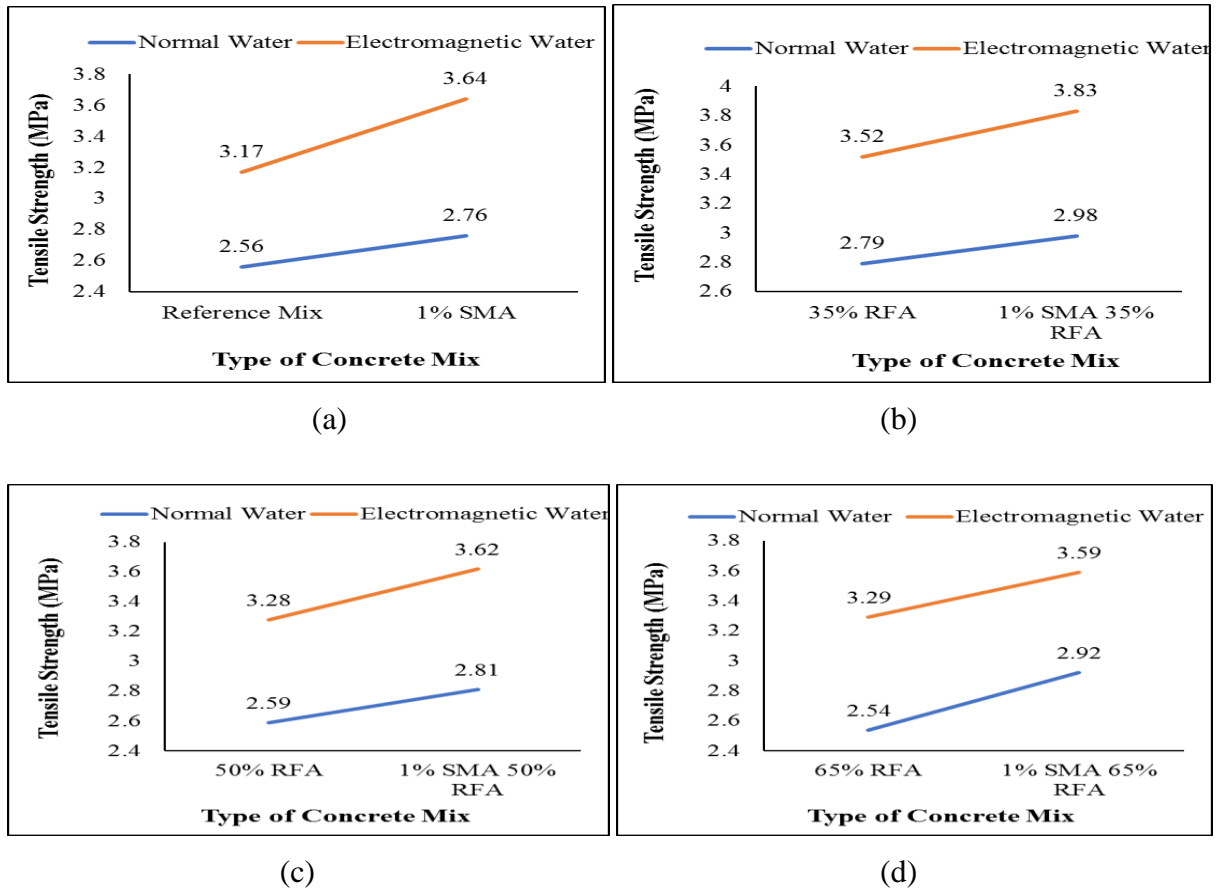 Normal Water Electromagnetic Water
Tensile Strength (MPa)
3.8
3.6
3.4
3.2
3
2.8
2.6
2.4
3.17
3.64
2.56
2.76
Reference Mix 1% SMA
Type of Concrete Mix
(a)
Normal Water Electromagnetic Water
Tensile Strength (MPa)
4
3.8
3.6
3.4
3.2
3
2.8
2.6
3.52
3.83
2.79
2.98
35% RFA 1% SMA 35%
RFA
Type of Concrete Mix
(b)
Normal Water Electromagnetic Water
Tensile Strength (MPa)
3.8
3.6
3.4
3.2
3
2.8
2.6
2.4
3.28
3.62
2.59
2.81
50% RFA 1% SMA 50%
RFA
Type of Concrete Mix
(c)
Normal Water Electromagnetic Water
Tensile Strength (MPa)
3.8
3.6
3.4
3.2
3
2.8
2.6
2.4
3.29
3.59
2.54
2.92
65% RFA 1% SMA 65%
RFA
Type of Concrete Mix
(d)